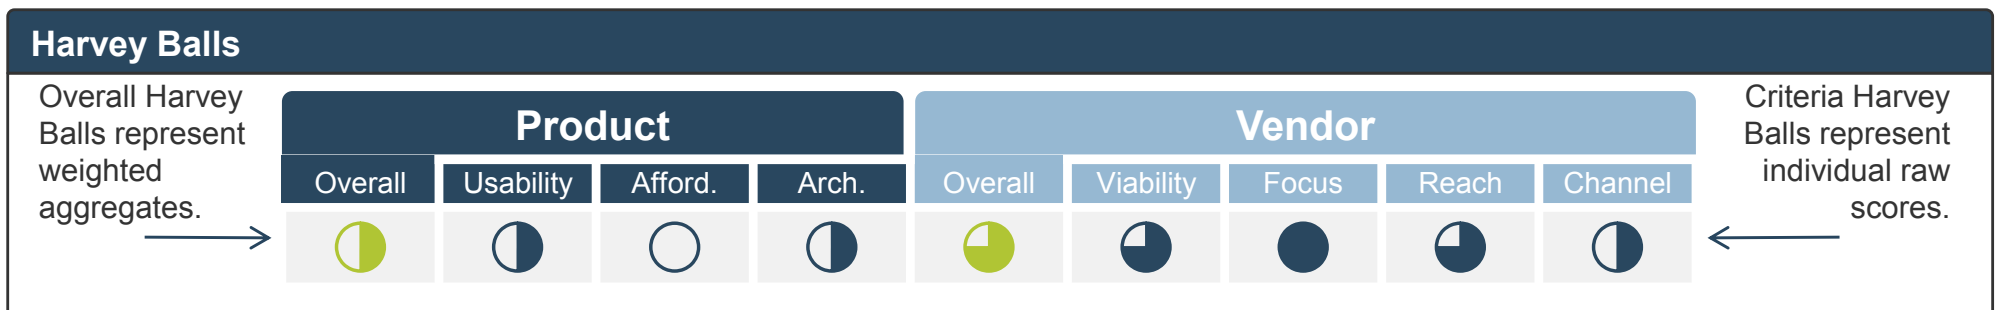 Harvey Balls
Overall Harvey
Balls represent
weighted
aggregates.
Product
Vendor
Overall
Usability
Afford.
Arch.
Overall
Viability
Focus
Reach
Channel
Criteria Harvey
Balls represent
individual raw
scores.